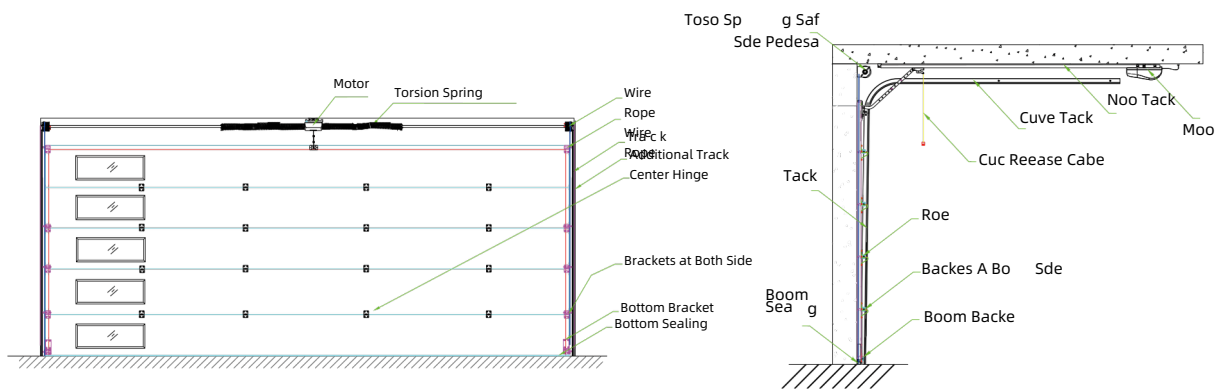 Motor
Torsion Spring
Wire
Rope
Wire
Track
Rope
Additional Track
Center Hinge
Brackets at Both Side
Bottom Bracket
Bottom Sealing
Toso Sp g Saf
Sde Pedesa
Noo Tack
Cuve Tack
Moo
Cuc Reease Cabe
Tack
Roe
Backes A Bo Sde
Boom
Sea g
Boom Backe